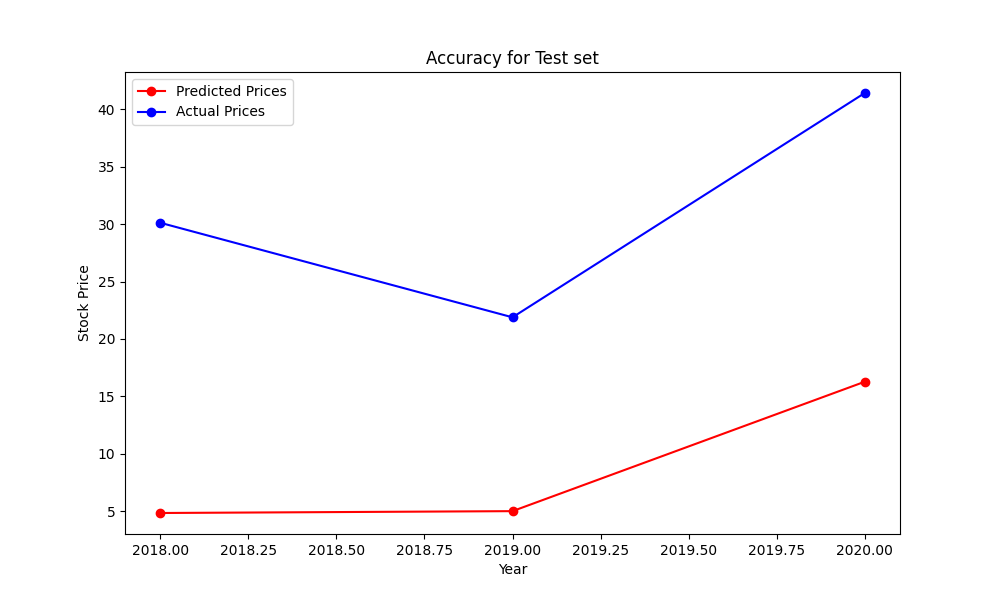 Accuracy for Test set
Predicted Prices
Actual Prices
40
35
30
25
20
15
10
5
Stock Price
2018.00 2018.25 2018.50 2018.75 2019.00 2019.25 2019.50 2019.75 2020.00
Year